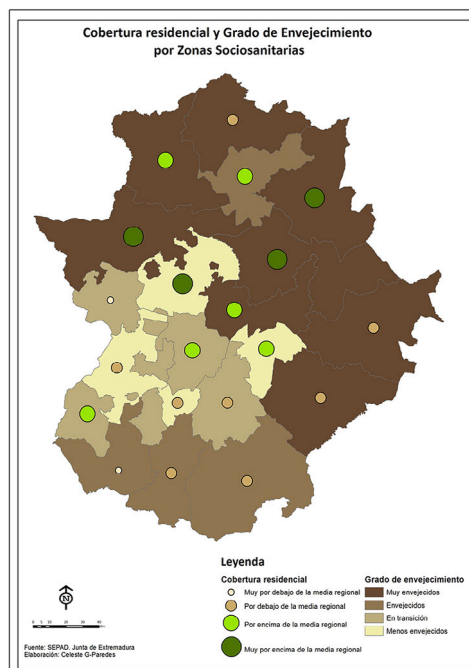 Cobertura residencial y Grado de Envejecimiento
por Zonas Sociosanitarias
Leyenda
Cobertura residencial
Muy por debajo de la media regional
Por debajo de la media regional
Por encima de la media regional
Muy por encima de la media regional
Grado de envejecimiento
Muy envejecidos
Envejecidos
En transición
Menos envejecidos
N
Fuente: SEPAD. Junta de Extremadura
Elaboración: Celeste G-Paredes